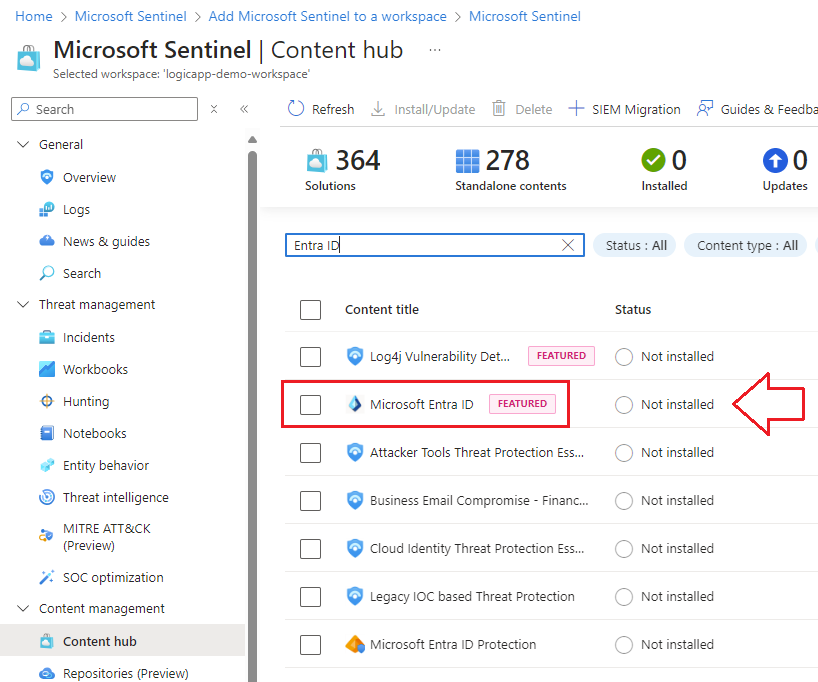 Home > Microsoft Sentinel > Add Microsoft Sentinel to a workspace > Microsoft Sentinel
Microsoft Sentinel | Content hub ...
Selected workspace: 'logicapp-demo-workspace'
Search
General
Overview
Logs
News & guides
Search
Threat management
Incidents
Workbooks
Hunting
Notebooks
Entity behavior
Threat intelligence
MITRE ATT&CK
(Preview)
SOC optimization
Content management
Content hub
Repositories (Preview)
Refresh Install/Update Delete SIEM Migration Guides & Feedba
364 278 0 0
Solutions Standalone contents Installed Updates
Entra ID Status : All Content type : All
Content title Status
Log4j Vulnerability Det... FEATURED Not installed
Microsoft Entra ID FEATURED Not installed
Attacker Tools Threat Protection Ess... Not installed
Business Email Compromise - Financ... Not installed
Cloud Identity Threat Protection Ess... Not installed
Legacy IOC based Threat Protection Not installed
Microsoft Entra ID Protection Not installed